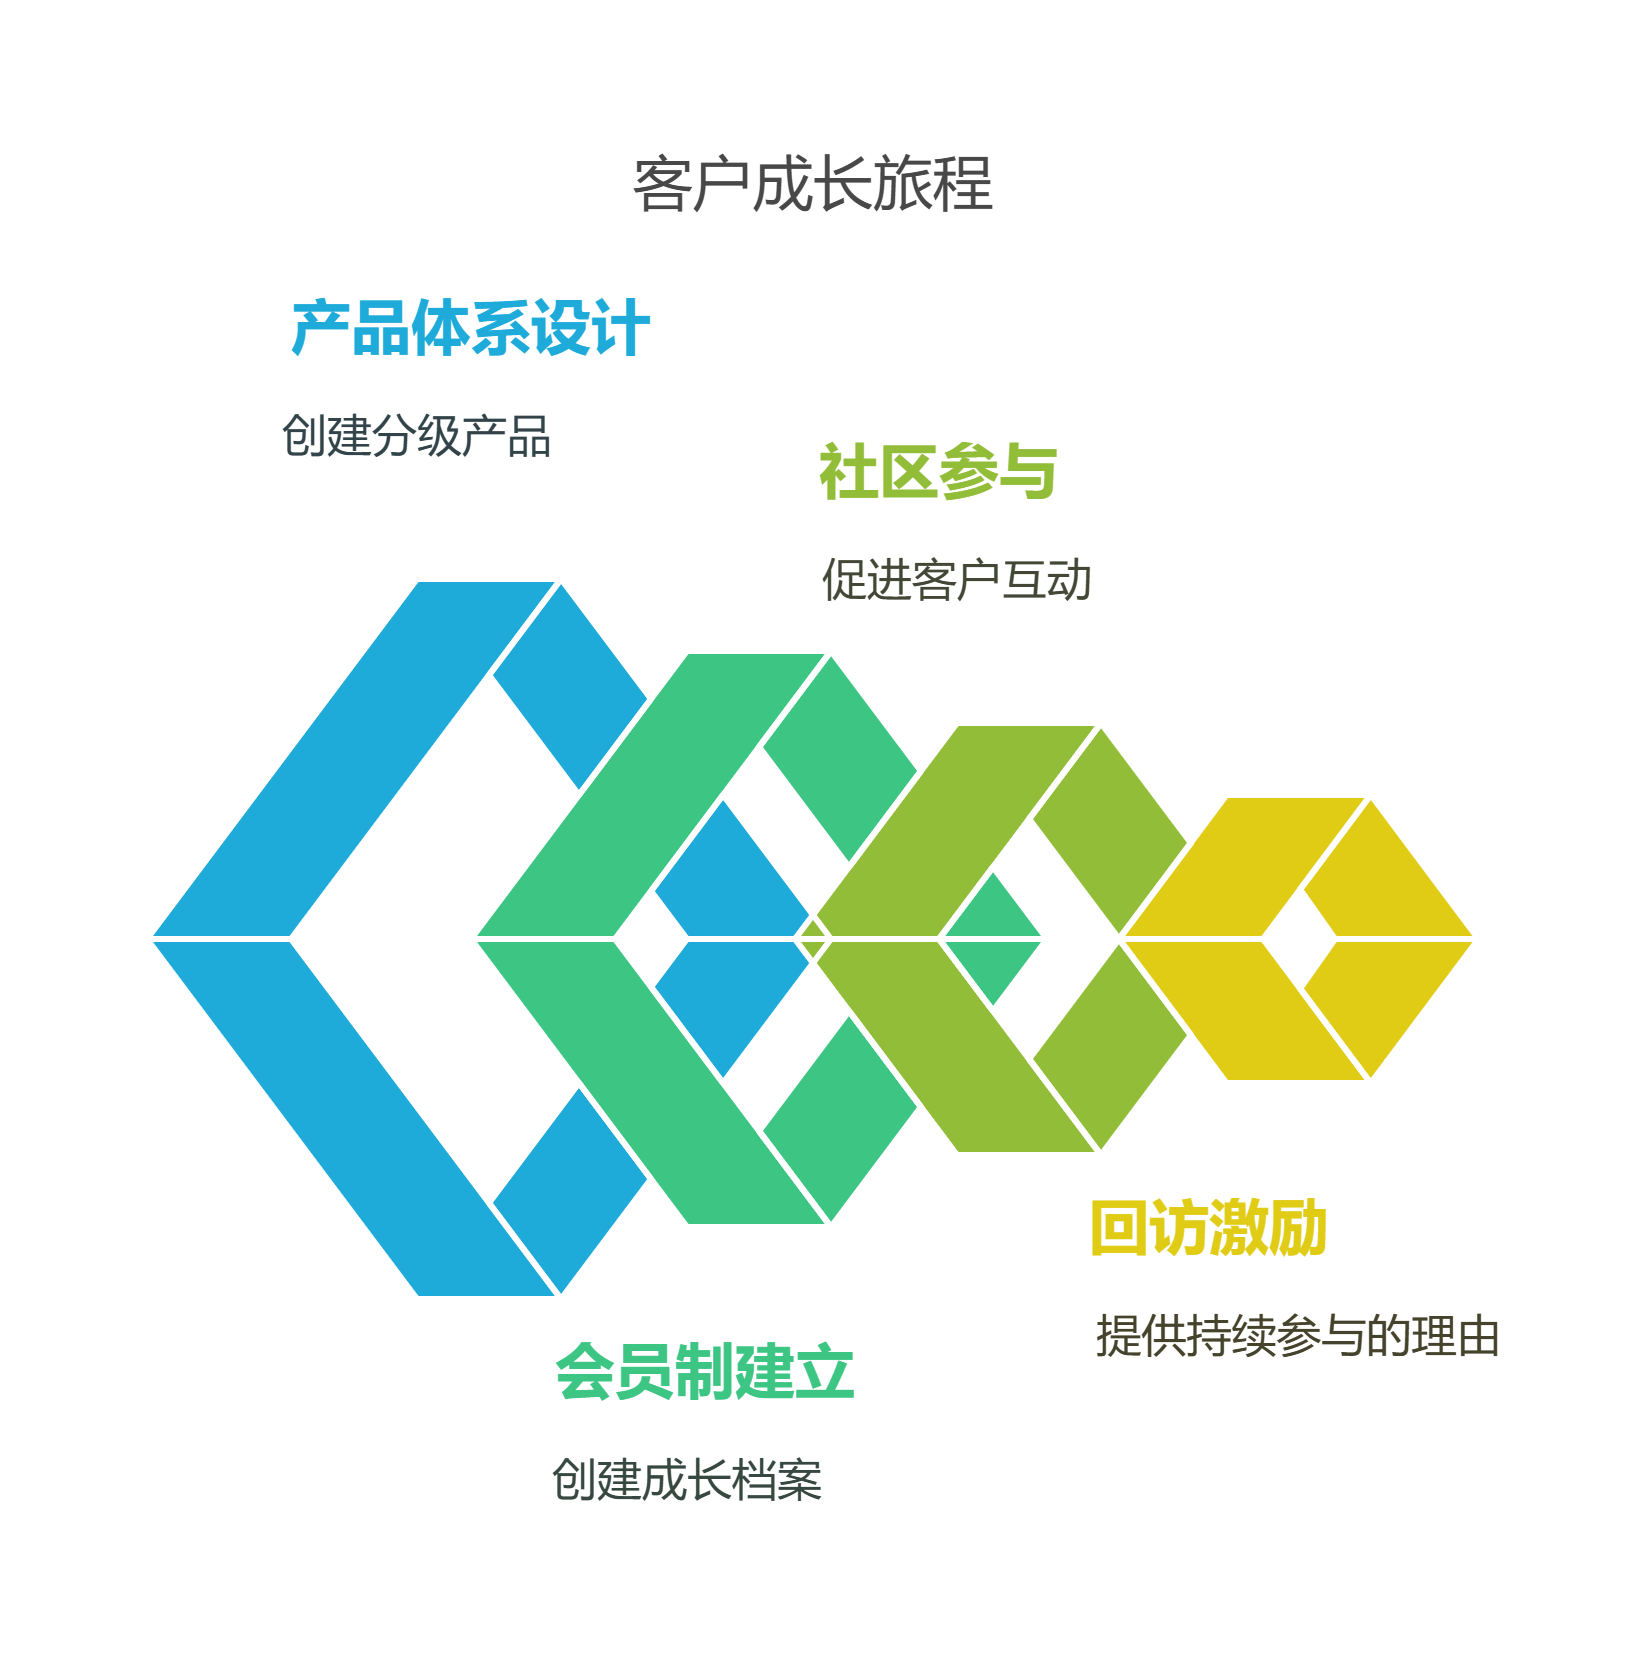 客户成长旅程
产品体系设计
创建分级产品
社区参与
促进客户互动
回访激励
提供持续参与的理由
会员制建立
创建成长档案